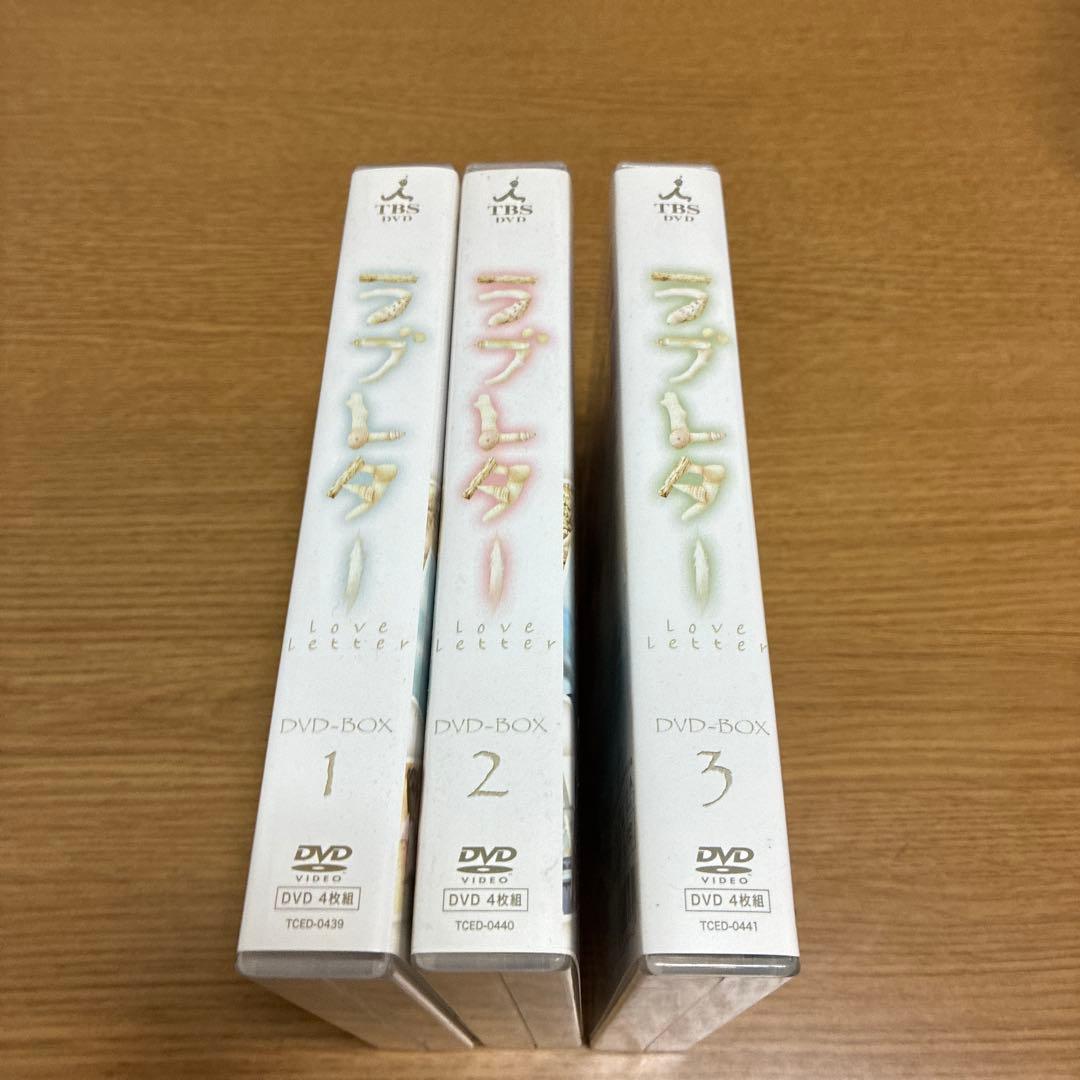 TBS
DVD
ラブレター
Love
Letter
DVD-BOX
1
DVD
VIDEO
DVD 4枚組
TCED-0439
TBS
DVD
ラブレター
Love
Letter
DVD-BOX
2
DVD
VIDEO
DVD 4枚組
TCED-0440
TBS
DVD
ラブレター
Love
Letter
DVD-BOX
3
DVD
VIDEO
DVD 4枚組
TCED-0441